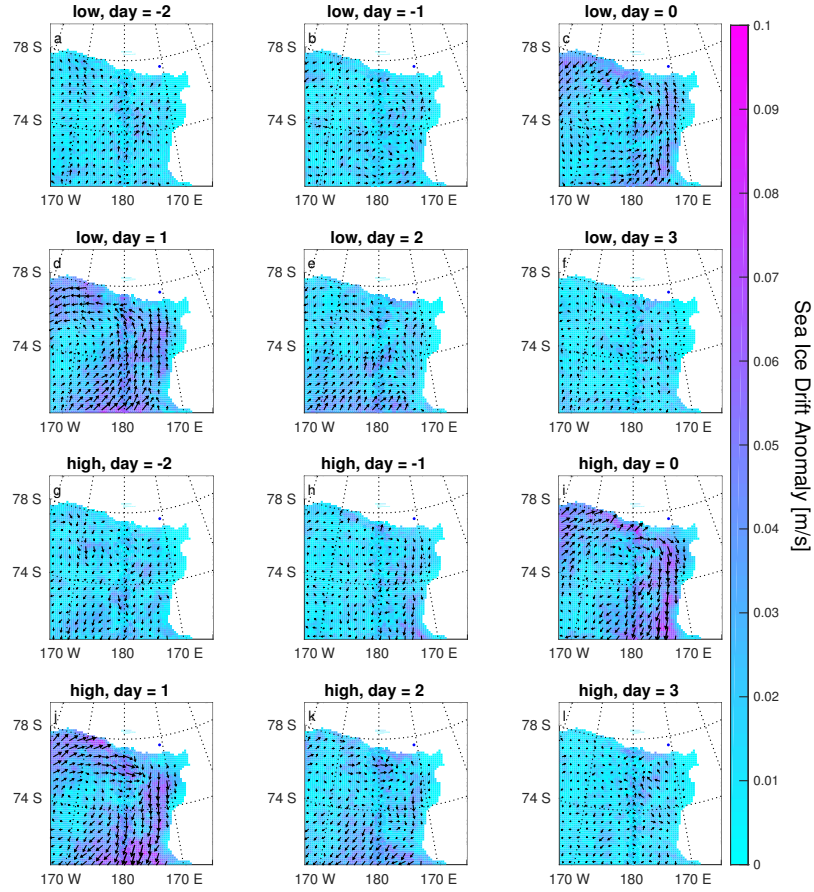 low, day = -2
low, day = -1
low, day = 0
a
b
c
78 S
78 S
78 S
74 S
74 S
74 S
170 W
180
170 E
170 W
180
170 E
170 W
180
170 E
low, day = 1
low, day = 2
low, day = 3
d
e
f
78 S
78 S
78 S
74 S
74 S
74 S
170 W
180
170 E
170 W
180
170 E
170 W
180
170 E
high, day = -2
high, day = -1
high, day = 0
g
h
i
78 S
78 S
78 S
74 S
74 S
74 S
170 W
180
170 E
170 W
180
170 E
170 W
180
170 E
high, day = 1
high, day = 2
high, day = 3
j
k
l
78 S
78 S
78 S
74 S
74 S
74 S
170 W
180
170 E
170 W
180
170 E
170 W
180
170 E
0.1
0.09
0.08
0.07
0.06
0.05
0.04
0.03
0.02
0.01
0
Sea Ice Drift Anomaly [m/s]